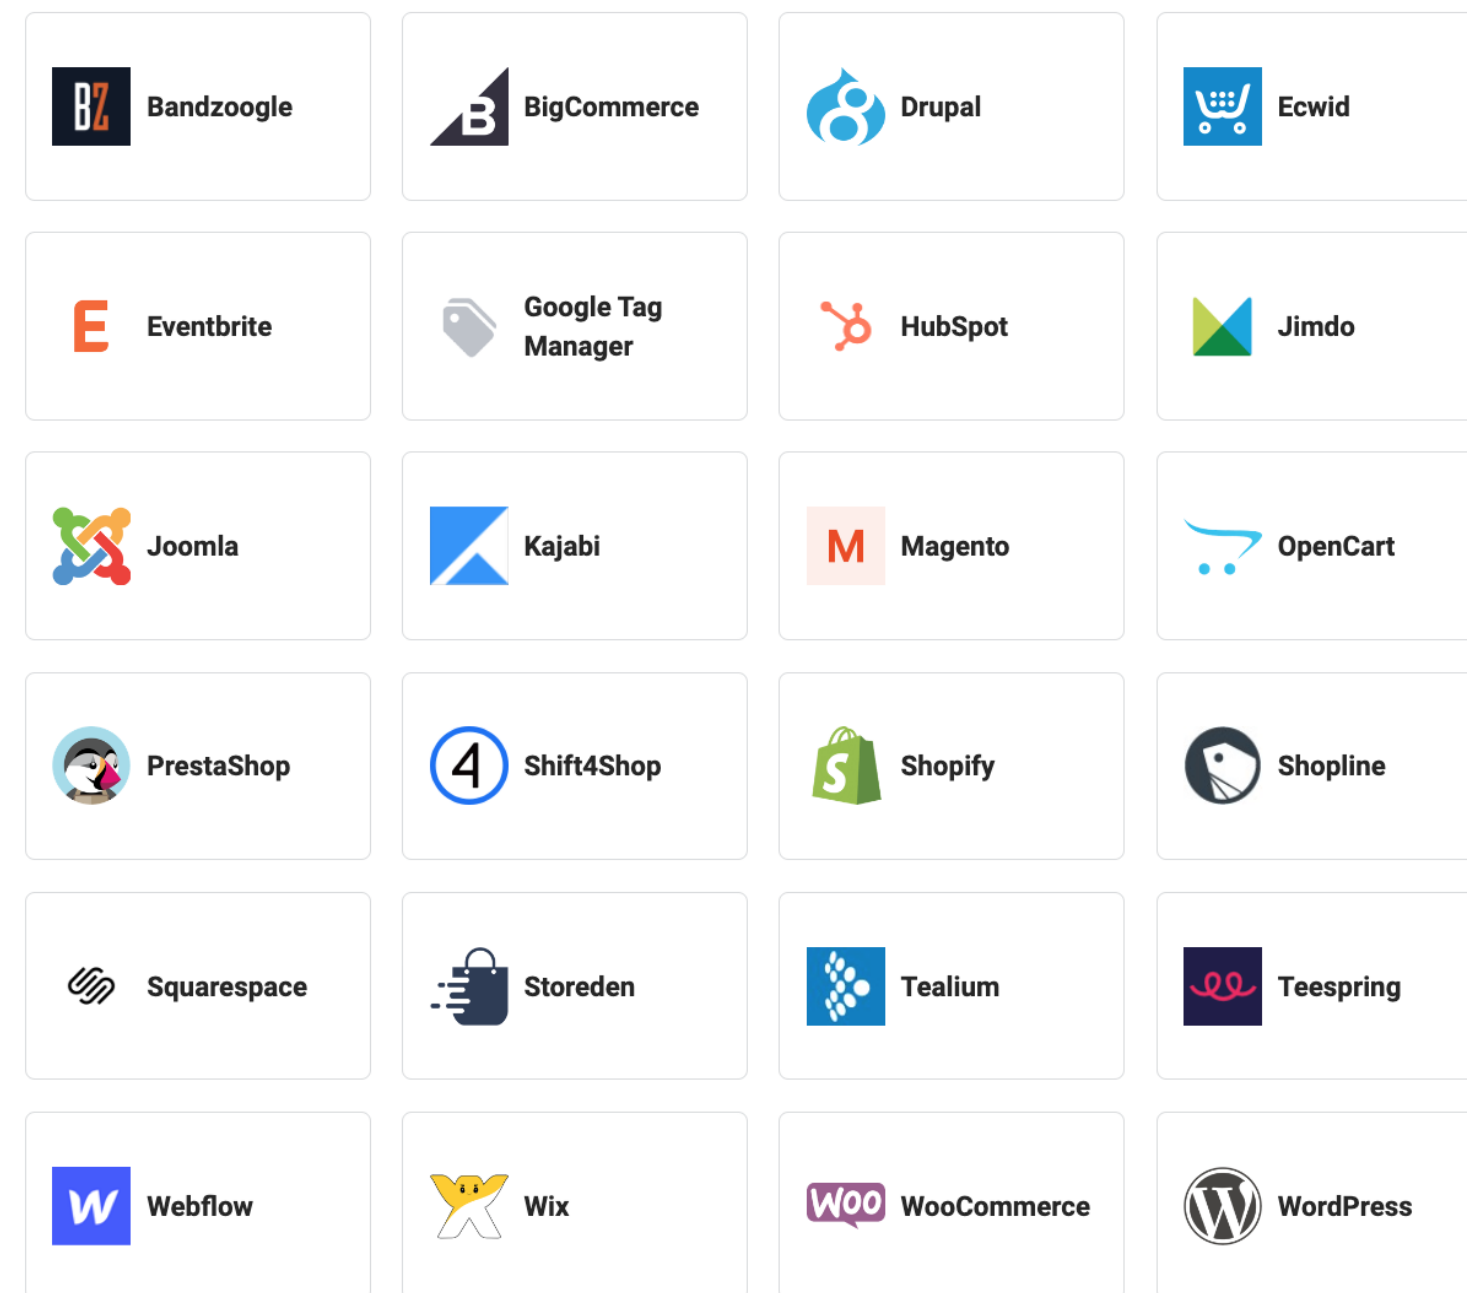 BZ Bandzoogle
B BigCommerce
Drupal
Ecwid
E Eventbrite
Google Tag
Manager
HubSpot
Jimdo
Joomla
Kajabi
M Magento
OpenCart
PrestaShop
4 Shift4Shop
S Shopify
Shopline
Squarespace
Storeden
Tealium
Teespring
W Webflow
Wix
WOO WooCommerce
W WordPress